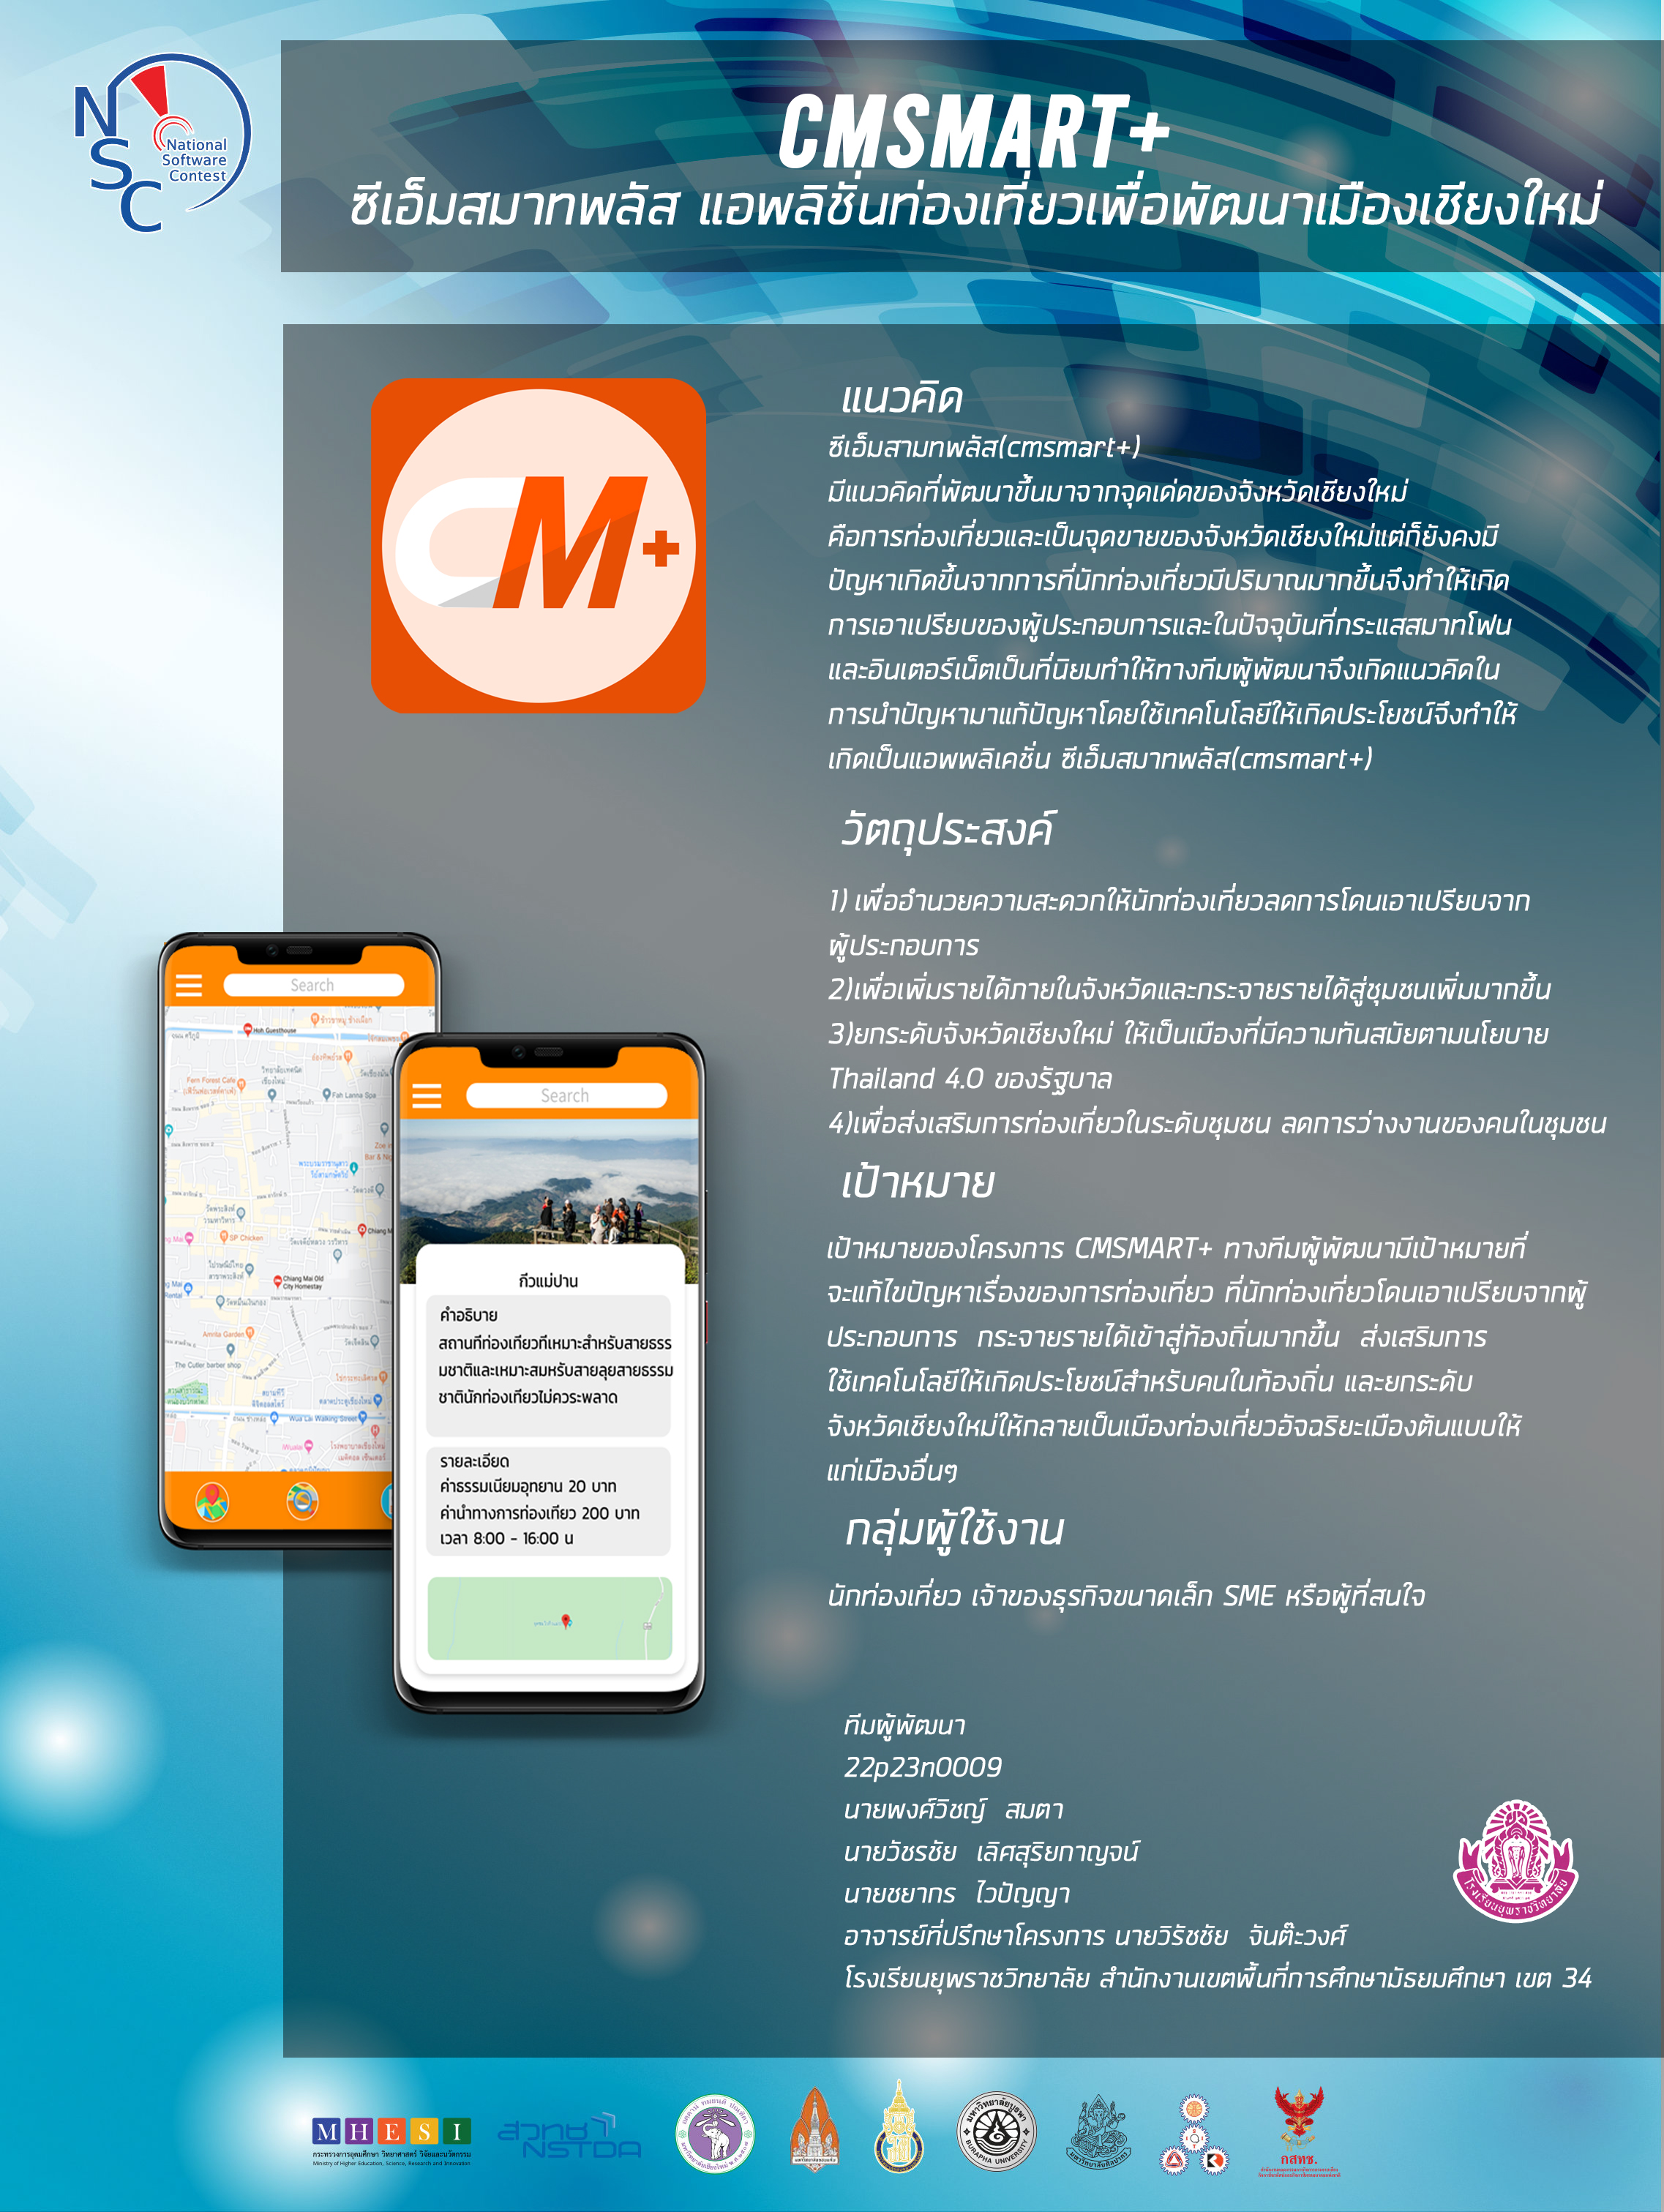 NSC
National
Software
Contest
CMSMART+
ซีเอ็มสมาทพลัส แอพลิชั่นท่องเที่ยวเพื่อพัฒนาเมืองเชียงใหม่
CM+
แนวคิด
ซีเอ็มสามทพลัส(cmsmart+)
มีแนวคิดที่พัฒนาขึ้นมาจากจุดเด่ดของจังหวัดเชียงใหม่
คือการท่องเที่ยวและเป็นจุดขายของจังหวัดเชียงใหม่แต่ก็ยังคงมี
ปัญหาเกิดขึ้นจากการที่นักท่องเที่ยวมีปริมาณมากขึ้นจึงทำให้เกิด
การเอาเปรียบของผู้ประกอบการและในปัจจุบันที่กระแสสมาทโฟน
และอินเตอร์เน็ตเป็นที่นิยมทำให้ทางทีมผู้พัฒนาจึงเกิดแนวคิดใน
การนำปัญหามาแก้ปัญหาโดยใช้เทคโนโลยีให้เกิดประโยชน์จึงทำให้
เกิดเป็นแอพพลิเคชั่น ซีเอ็มสมาทพลัส(cmsmart+)
วัตถุประสงค์
1) เพื่ออำนวยความสะดวกให้นักท่องเที่ยวลดการโดนเอาเปรียบจาก
ผู้ประกอบการ
2)เพื่อเพิ่มรายได้ภายในจังหวัดและกระจายรายได้สู่ชุมชนเพิ่มมากขึ้น
3)ยกระดับจังหวัดเชียงใหม่ ให้เป็นเมืองที่มีความทันสมัยตามนโยบาย
Thailand 4.0 ของรัฐบาล
4)เพื่อส่งเสริมการท่องเที่ยวในระดับชุมชน ลดการว่างงานของคนในชุมชน
เป้าหมาย
เป้าหมายของโครงการ CMSMART+ ทางทีมผู้พัฒนามีเป้าหมายที่
จะแก้ไขปัญหาเรื่องของการท่องเที่ยว ที่นักท่องเที่ยวโดนเอาเปรียบจากผู้
ประกอบการ กระจายรายได้เข้าสู่ท้องถิ่นมากขึ้น ส่งเสริมการ
ใช้เทคโนโลยีให้เกิดประโยชน์สำหรับคนในท้องถิ่น และยกระดับ
จังหวัดเชียงใหม่ให้กลายเป็นเมืองท่องเที่ยวอัจฉริยะเมืองต้นแบบให้
แก่เมืองอื่นๆ
กลุ่มผู้ใช้งาน
นักท่องเที่ยว เจ้าของธุรกิจขนาดเล็ก SME หรือผู้ที่สนใจ
ทีมผู้พัฒนา
22p23n0009
นายพงศ์วิชญ์ สมตา
นายวัชรชัย เลิศสุริยกาญจน์
นายชยากร ไวปัญญา
อาจารย์ที่ปรึกษาโครงการ นายวิรัชชัย จันต๊ะวงศ์
โรงเรียนยุพราชวิทยาลัย สำนักงานเขตพื้นที่การศึกษามัธยมศึกษา เขต 34
โรงเรียนยุพราชวิทยาลัย
Search
Hoh Guesthouse
Fern Forest Cafe
Fah Lanna Spa
SP Chicken
Chiang Mai Old
City Homestay
Amrita Garden
The Cutler barber shop
Wua Lai Walking Street
Search
กิ่วแม่ปาน
คำอธิบาย
สถานที่ท่องเที่ยวที่เหมาะสำหรับสายธรร
มชาติและเหมาะสมหรับสายลุยสายธรรม
ชาตินักท่องเที่ยวไม่ควระพลาด
รายละเอียด
ค่าธรรมเนียมอุทยาน 20 บาท
ค่านำทางการท่องเที่ยว 200 บาท
เวลา 8:00 - 16:00 น
MHESI
กระทรวงการอุดมศึกษา วิทยาศาสตร์ วิจัยและนวัตกรรม
Ministry of Higher Education, Science, Research and Innovation
สวทช
NSTDA
มหาวิทยาลัยบูรพา
BURAPHA UNIVERSITY
มหาวิทยาลัยศิลปากร
กสทช.